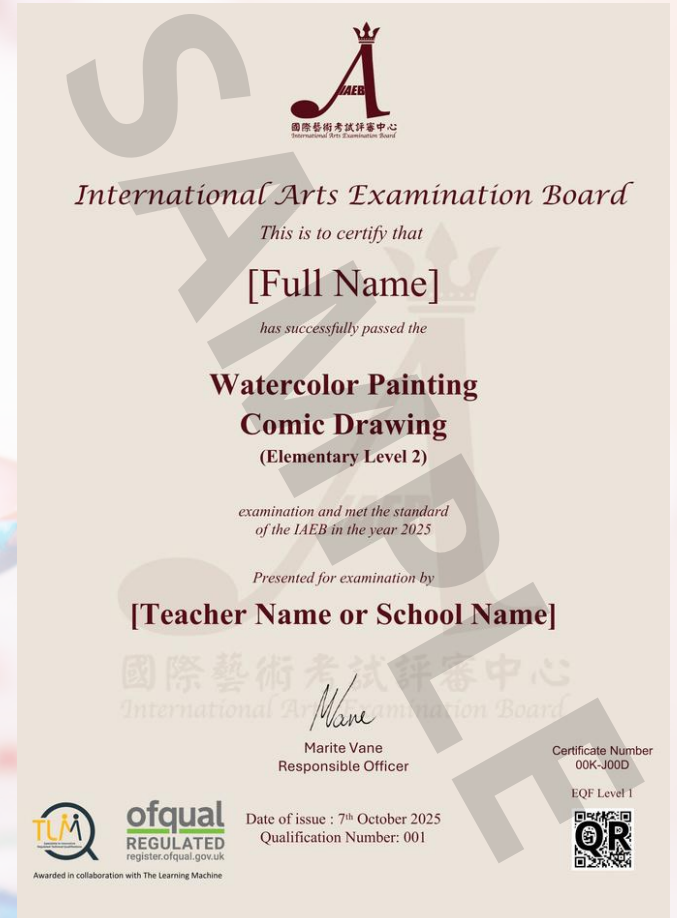 IAEB
國際藝術考試評審中心
International Arts Examination Board
International Arts Examination Board
This is to certify that
[Full Name]
has successfully passed the
Watercolor Painting
Comic Drawing
(Elementary Level 2)
examination and met the standard
of the IAEB in the year 2025
Presented for examination by
[Teacher Name or School Name]
國際藝術考試評審中心
International Arts Examination Board
SAMPLE
Marite Vane
Responsible Officer
Certificate Number
00K-J00D
EQF Level 1
QR
Date of issue : 7th October 2025
Qualification Number: 001
TLM
ofqual
REGULATED
register.ofqual.gov.uk
Awarded in collaboration with The Learning Machine